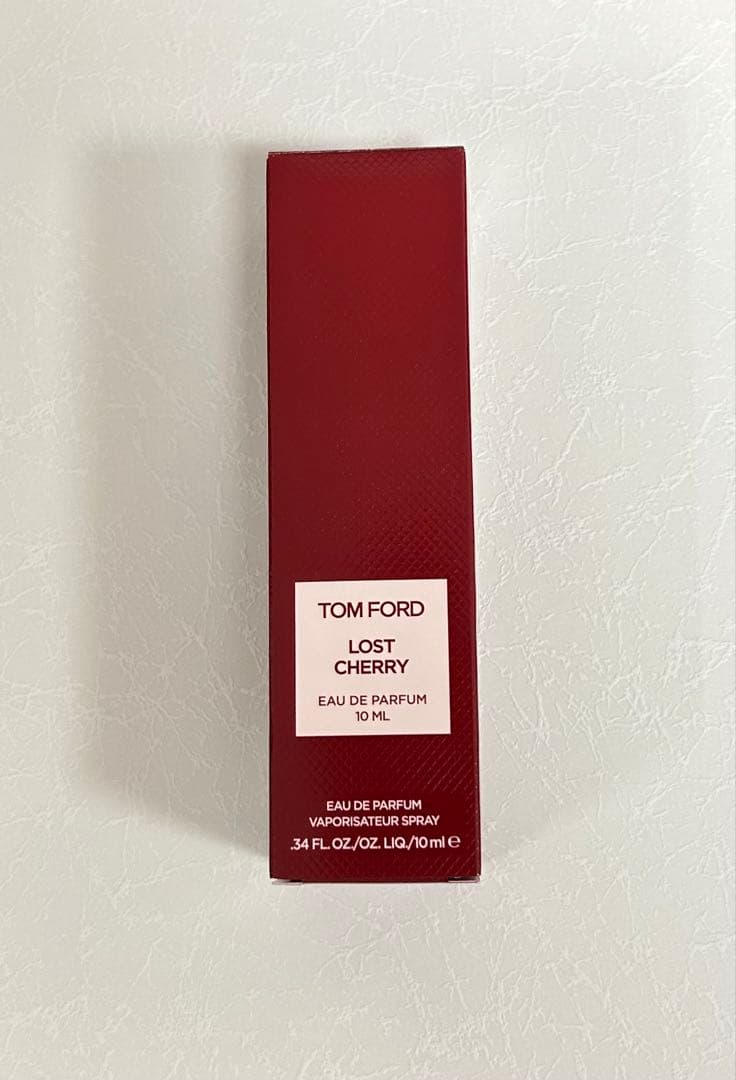 TOM FORD
LOST
CHERRY
EAU DE PARFUM
10 ML
EAU DE PARFUM
VAPORISATEUR SPRAY
.34 FL. OZ./OZ. LIQ./10 ml ℮